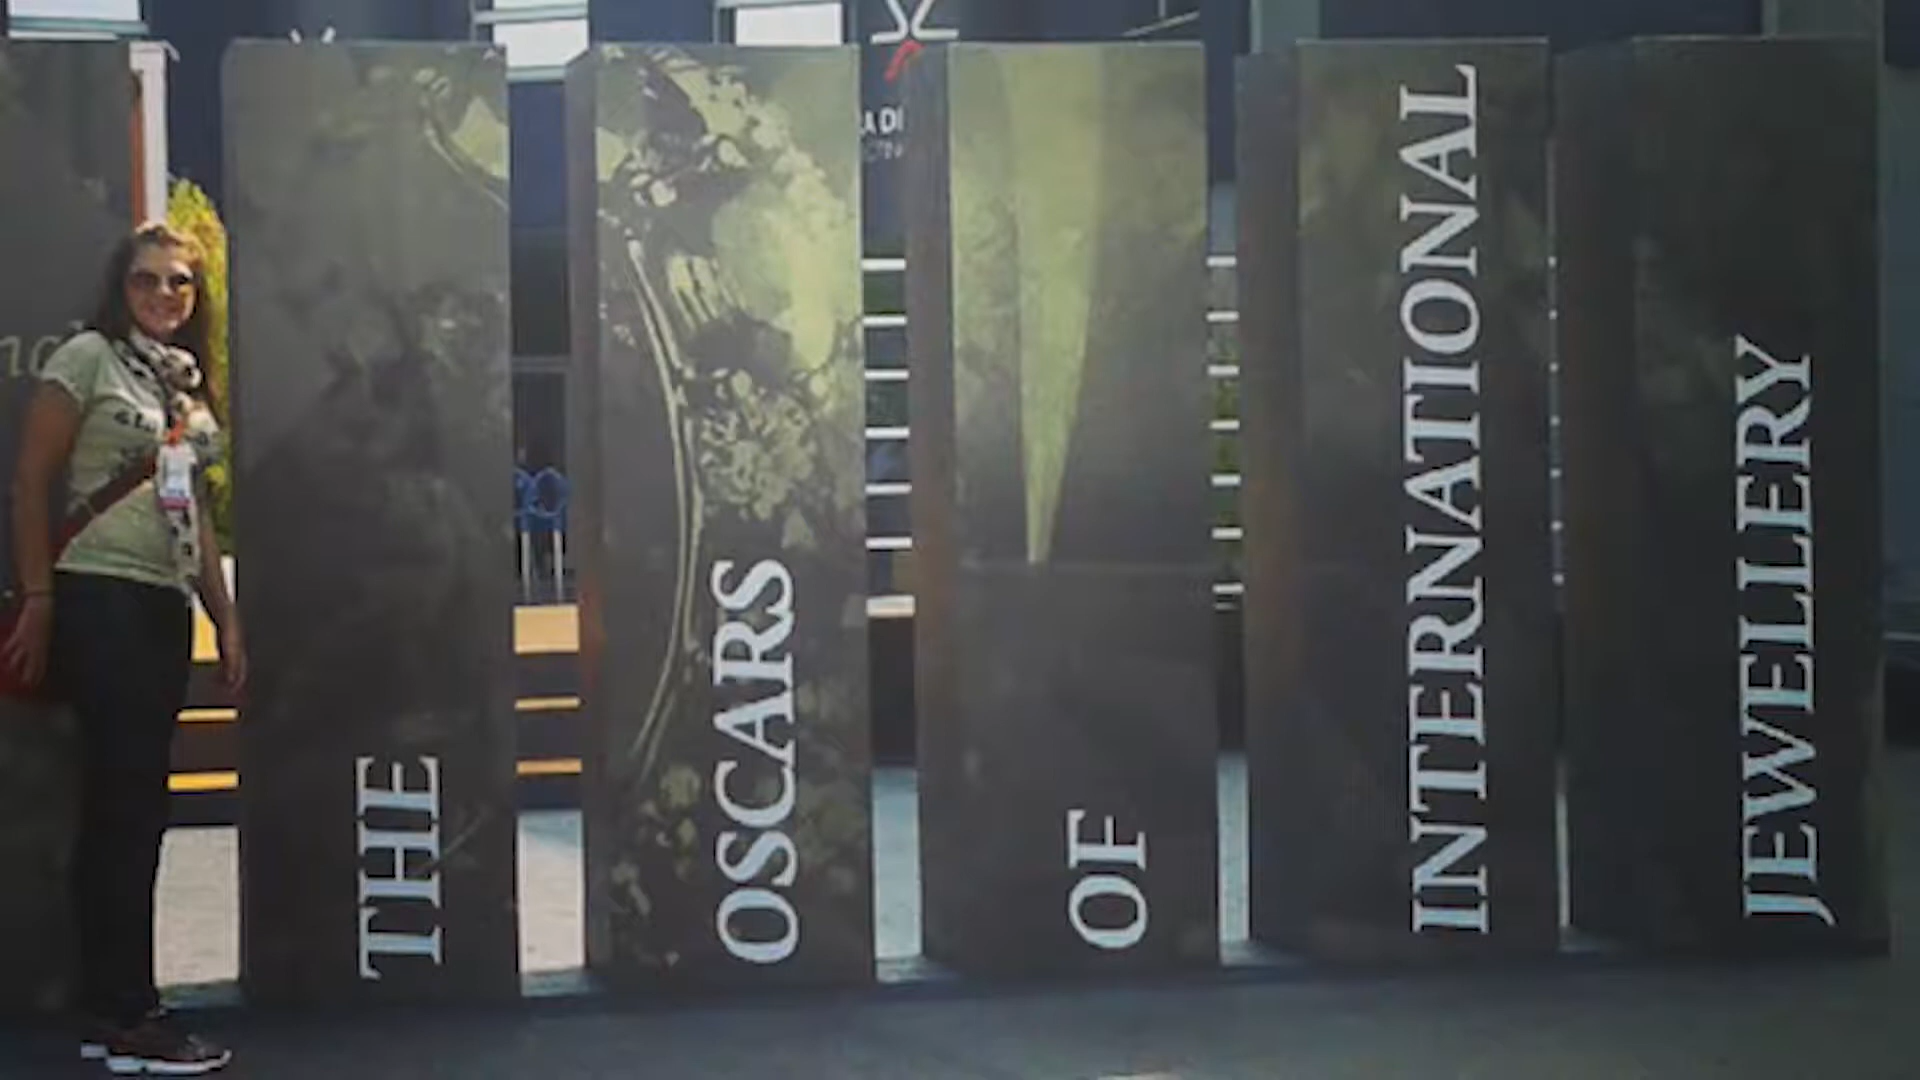 THE
OSCARS
OF
INTERNATIONAL
JEWELLERY